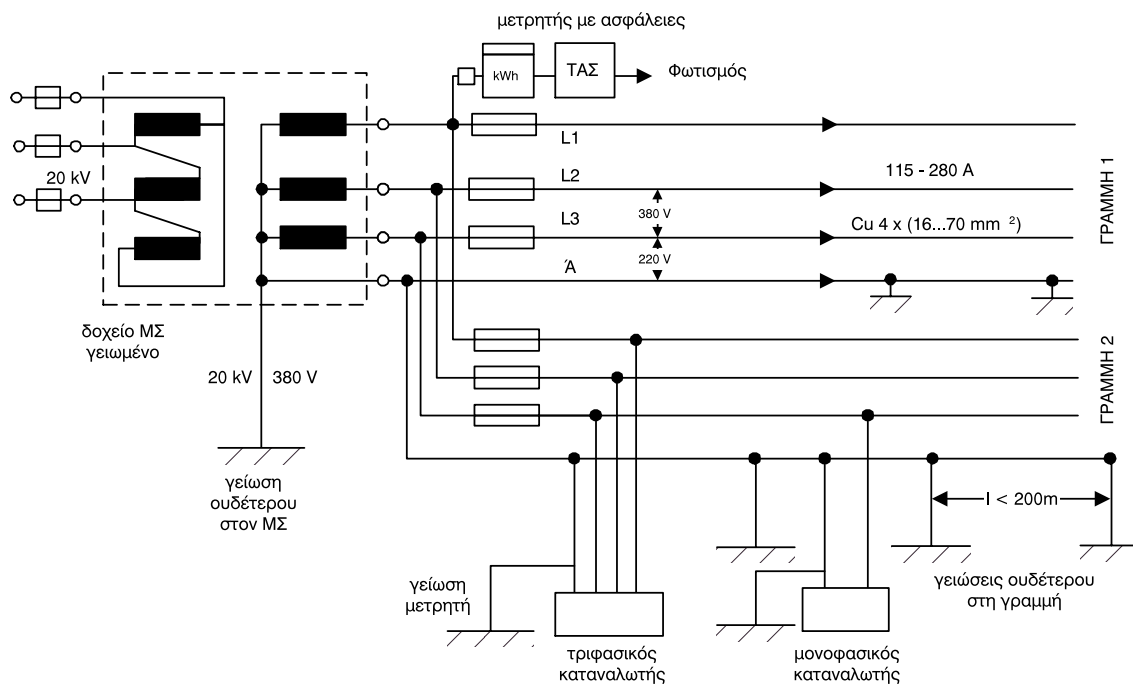 μετρητής με ασφάλειες
kWh
ΤΑΣ
Φωτισμός
20 kV
L1
L2
380 V
115 - 280 A
L3
220 V
Cu 4 x (16...70 mm ²)
Ά
ΓΡΑΜΜΗ 1
δοχείο ΜΣ
γειωμένο
20 kV
380 V
ΓΡΑΜΜΗ 2
γείωση
ουδέτερου
στον ΜΣ
l < 200m
γείωση
μετρητή
γειώσεις ουδέτερου
στη γραμμή
τριφασικός
καταναλωτής
μονοφασικός
καταναλωτής